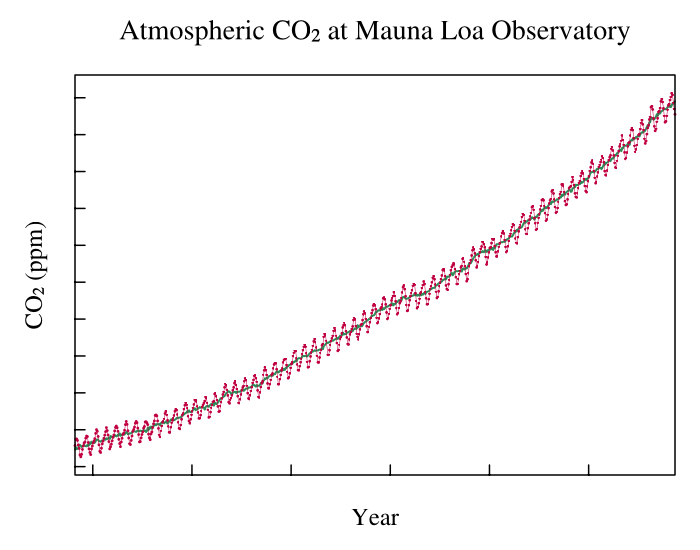 Atmospheric CO₂ at Mauna Loa Observatory
CO₂ (ppm)
Year